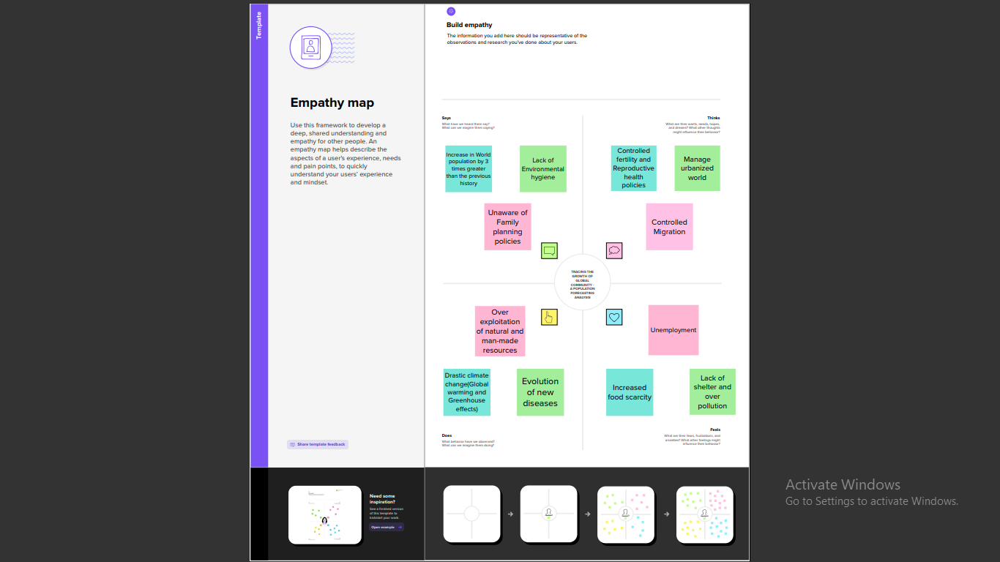 Template
Empathy map
Use this framework to develop a
deep, shared understanding and
empathy for other people. An
empathy map helps describe the
aspects of a user's experience, needs
and pain points, to quickly
understand your users' experience
and mindset.
Share template feedback
Build empathy
The information you add here should be representative of the
observations and research you've done about your users.
Says
What have we heard them say?
What can we imagine them saying?
Thinks
What are their wants, needs, hopes,
and dreams? What other thoughts
might influence their behavior?
Increase in World
population by 3
times greater
than the previous
history
Lack of
Environmental
hygiene
Unaware of
Family
planning
policies
Controlled
fertility and
Reproductive
health
policies
Manage
urbanized
world
Controlled
Migration
TRACING THE
GROWTH OF
GLOBAL
COMMUNITY -
A POPULATION
FORECASTING
ANALYSIS
Over
exploitation
of natural and
man-made
resources
Drastic climate
change(Global
warming and
Greenhouse
effects)
Evolution
of new
diseases
Unemployment
Increased
food scarcity
Lack of
shelter and
over
pollution
Does
What behavior have we observed?
What can we imagine them doing?
Feels
What are their fears, frustrations, and
anxieties? What other feelings might
influence their behavior?
Need some
inspiration?
See a finished version
of this template to
kickstart your work.
Open example
Activate Windows
Go to Settings to activate Windows.